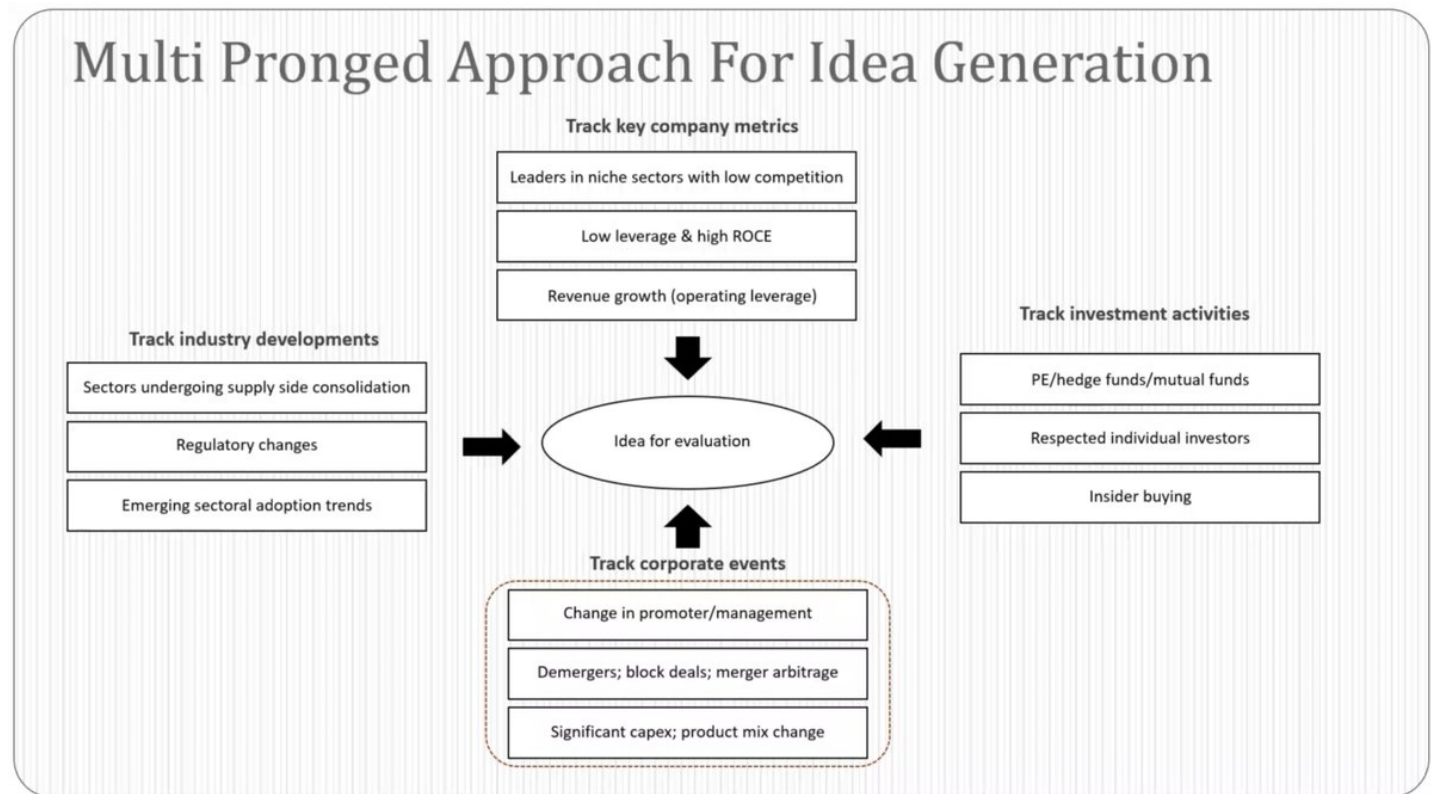 Multi Pronged Approach For Idea Generation
Track key company metrics
Leaders in niche sectors with low competition
Low leverage & high ROCE
Revenue growth (operating leverage)
Track industry developments
Sectors undergoing supply side consolidation
Regulatory changes
Emerging sectoral adoption trends
Idea for evaluation
Track investment activities
PE/hedge funds/mutual funds
Respected individual investors
Insider buying
Track corporate events
Change in promoter/management
Demergers; block deals; merger arbitrage
Significant capex; product mix change